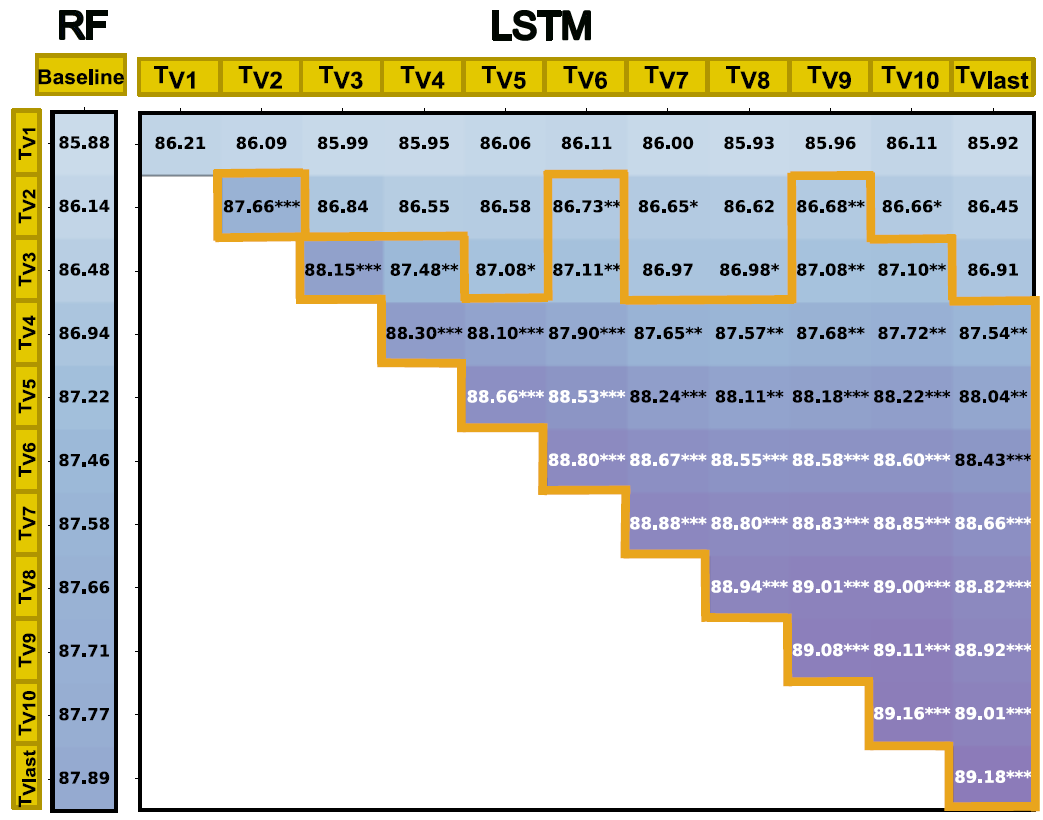 RF LSTM
Baseline TV1 TV2 TV3 TV4 TV5 TV6 TV7 TV8 TV9 TV10 TVlast
TV1 85.88 86.21 86.09 85.99 85.95 86.06 86.11 86.00 85.93 85.96 86.11 85.92
TV2 86.14 87.66*** 86.84 86.55 86.58 86.73** 86.65* 86.62 86.68** 86.66* 86.45
TV3 86.48 88.15*** 87.48** 87.08* 87.11** 86.97 86.98* 87.08** 87.10** 86.91
TV4 86.94 88.30*** 88.10*** 87.90*** 87.65** 87.57** 87.68** 87.72** 87.54**
TV5 87.22 88.66*** 88.53*** 88.24*** 88.11** 88.18*** 88.22*** 88.04**
TV6 87.46 88.80*** 88.67*** 88.55*** 88.58*** 88.60*** 88.43***
TV7 87.58 88.88*** 88.80*** 88.83*** 88.85*** 88.66***
TV8 87.66 88.94*** 89.01*** 89.00*** 88.82***
TV9 87.71 89.08*** 89.11*** 88.92***
TV10 87.77 89.16*** 89.01***
TVlast 87.89 89.18***